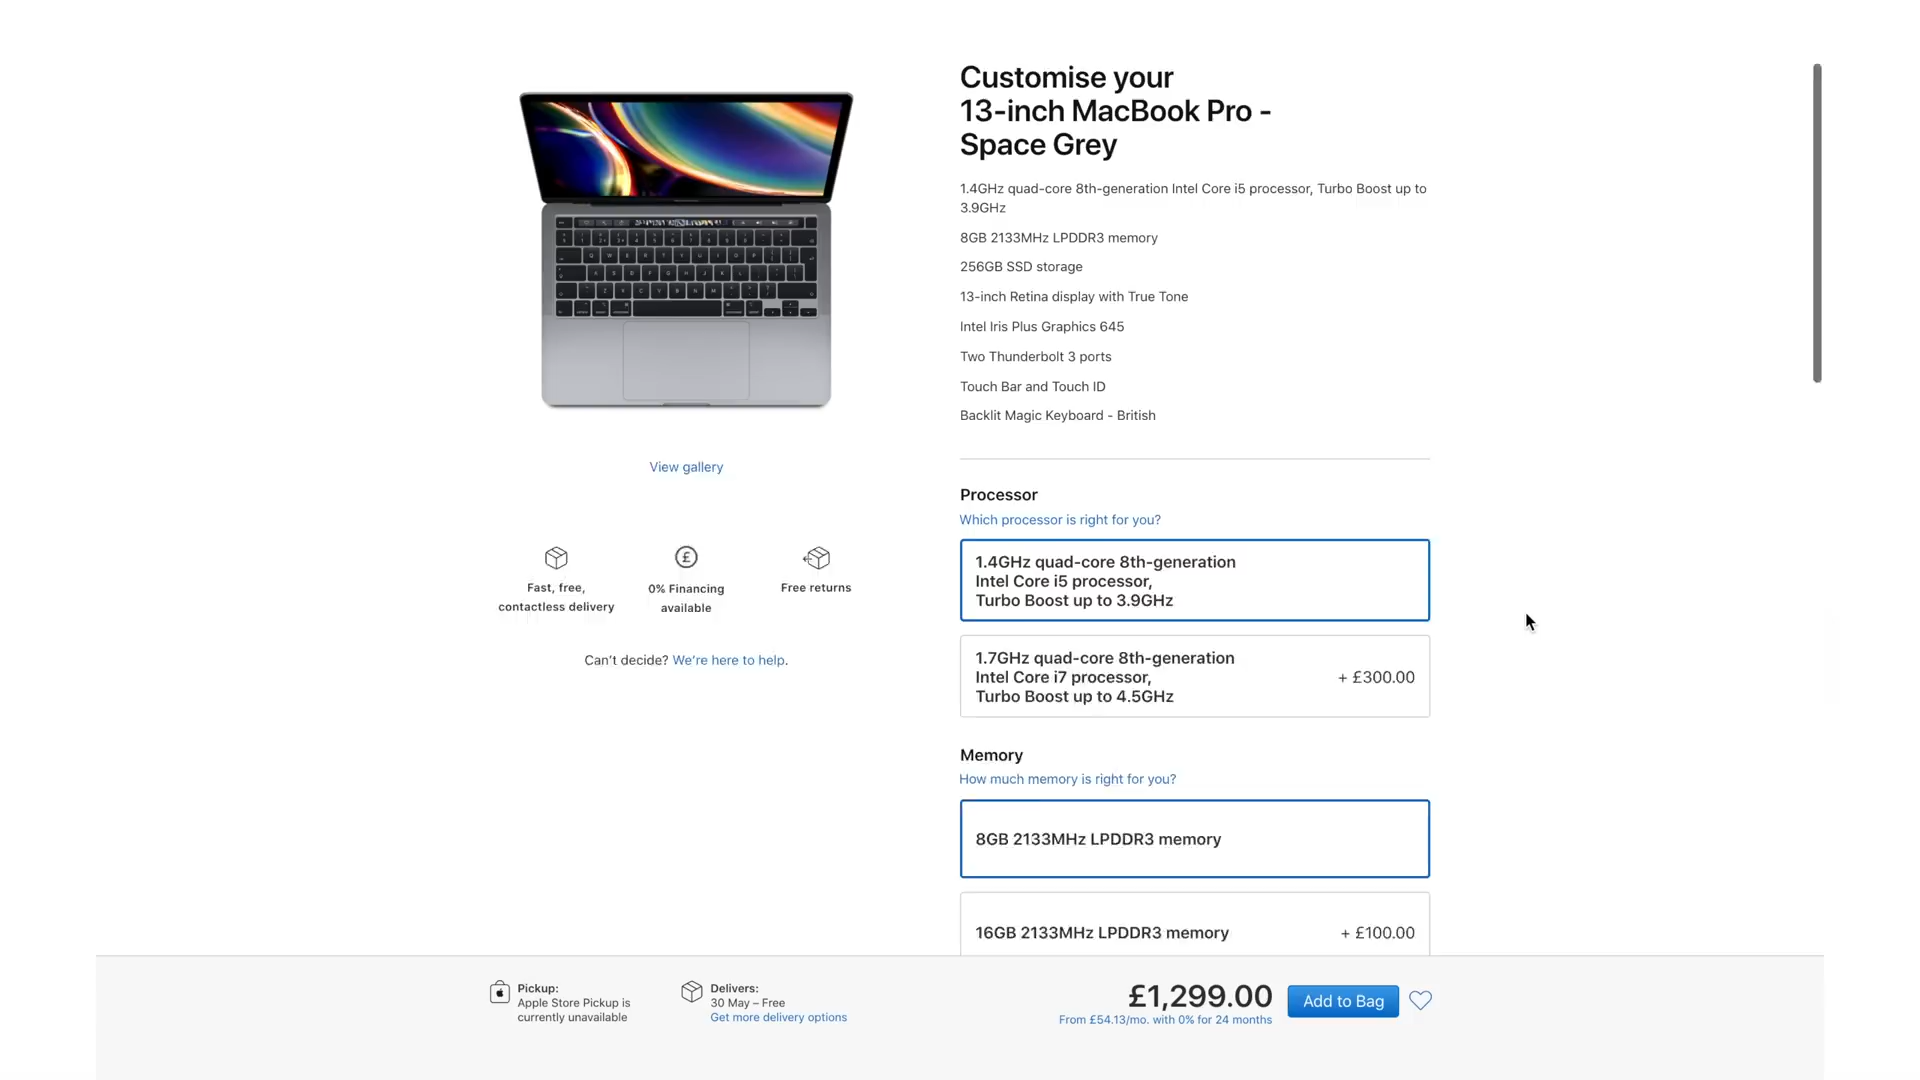 Customise your
13-inch MacBook Pro -
Space Grey
1.4GHz quad-core 8th-generation Intel Core i5 processor, Turbo Boost up to
3.9GHz
8GB 2133MHz LPDDR3 memory
256GB SSD storage
13-inch Retina display with True Tone
Intel Iris Plus Graphics 645
Two Thunderbolt 3 ports
Touch Bar and Touch ID
Backlit Magic Keyboard - British
View gallery
Fast, free,
contactless delivery
0% Financing
available
Free returns
Can't decide? We're here to help.
Processor
Which processor is right for you?
1.4GHz quad-core 8th-generation
Intel Core i5 processor,
Turbo Boost up to 3.9GHz
1.7GHz quad-core 8th-generation
Intel Core i7 processor,
Turbo Boost up to 4.5GHz
+ £300.00
Memory
How much memory is right for you?
8GB 2133MHz LPDDR3 memory
16GB 2133MHz LPDDR3 memory
+ £100.00
Pickup:
Apple Store Pickup is
currently unavailable
Delivers:
30 May – Free
Get more delivery options
£1,299.00
From £54.13/mo. with 0% for 24 months
Add to Bag